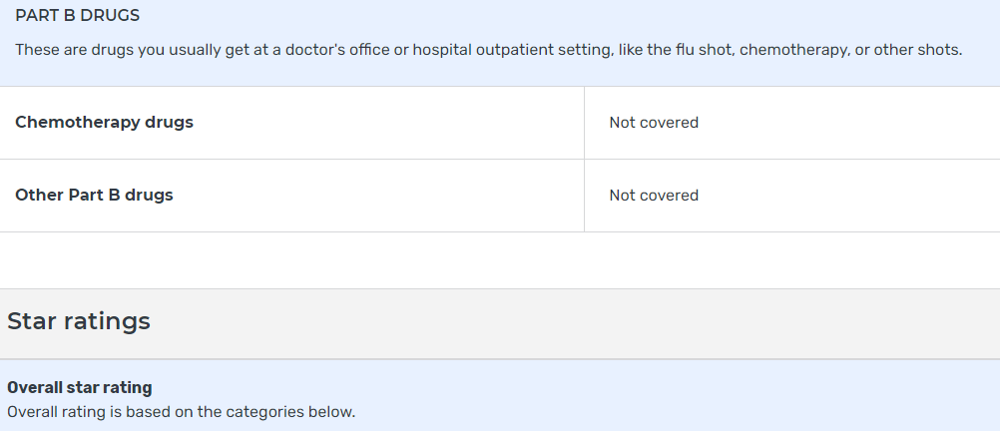 PART B DRUGS
These are drugs you usually get at a doctor's office or hospital outpatient setting, like the flu shot, chemotherapy, or other shots.
Chemotherapy drugs Not covered
Other Part B drugs Not covered
Star ratings
Overall star rating
Overall rating is based on the categories below.